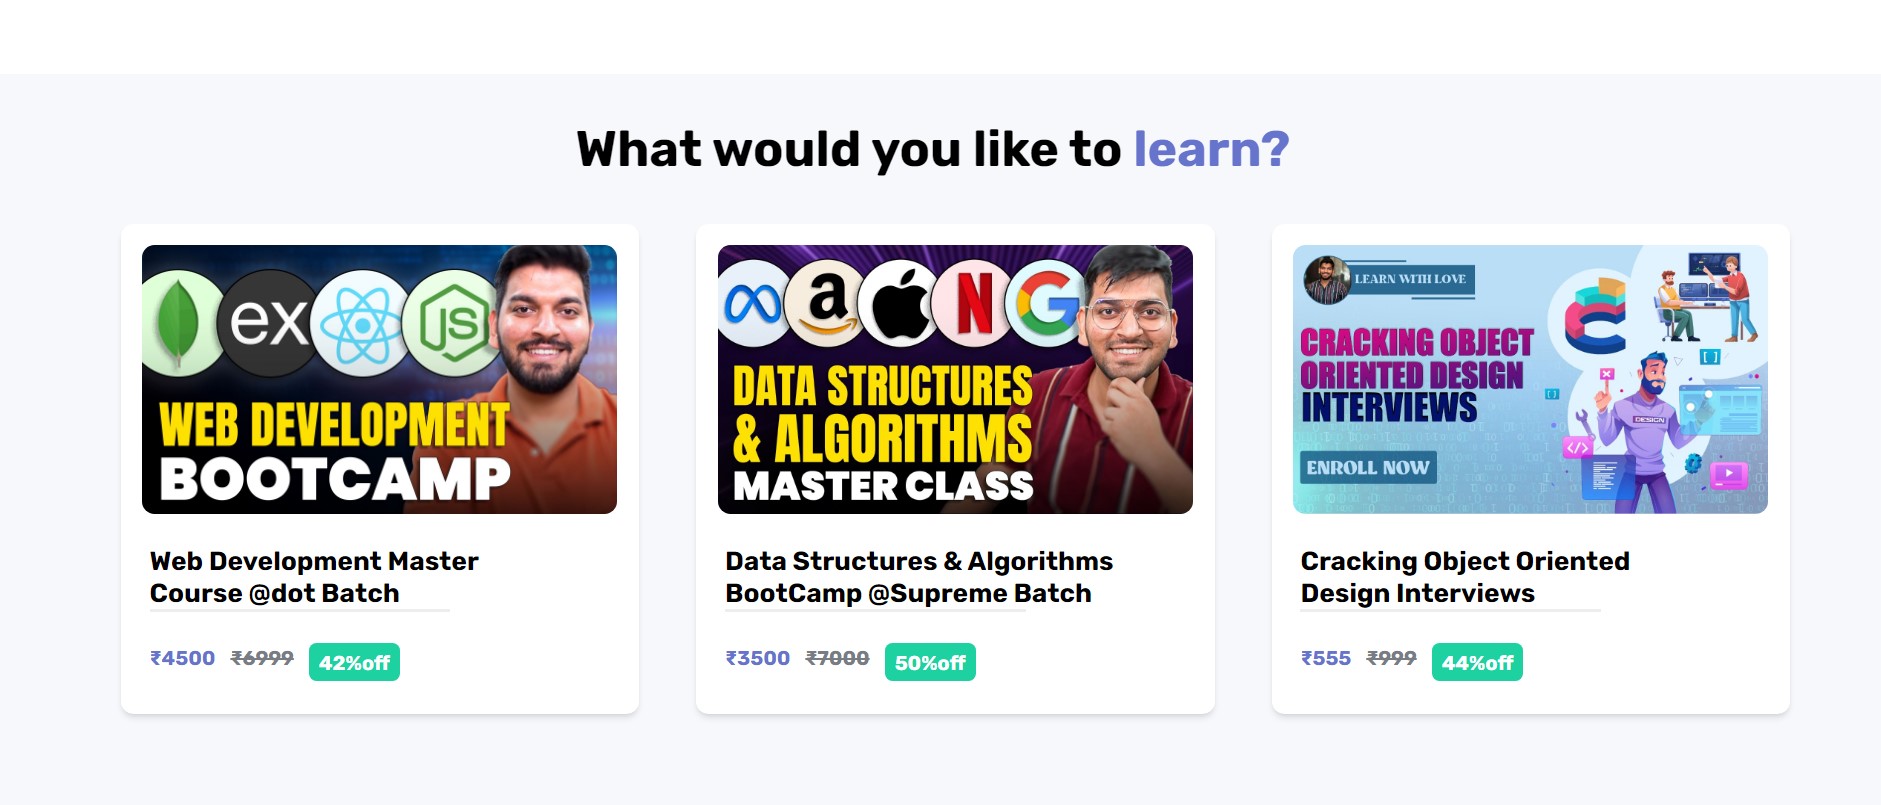 What would you like to learn?
ex
JS
WEB DEVELOPMENT
BOOTCAMP
Web Development Master
Course @dot Batch
₹4500 ₹6999 42%off
a N G
DATA STRUCTURES
& ALGORITHMS
MASTER CLASS
Data Structures & Algorithms
BootCamp @Supreme Batch
₹3500 ₹7000 50%off
LEARN WITH LOVE
CRACKING OBJECT
ORIENTED DESIGN
INTERVIEWS
DESIGN
ENROLL NOW
Cracking Object Oriented
Design Interviews
₹555 ₹999 44%off